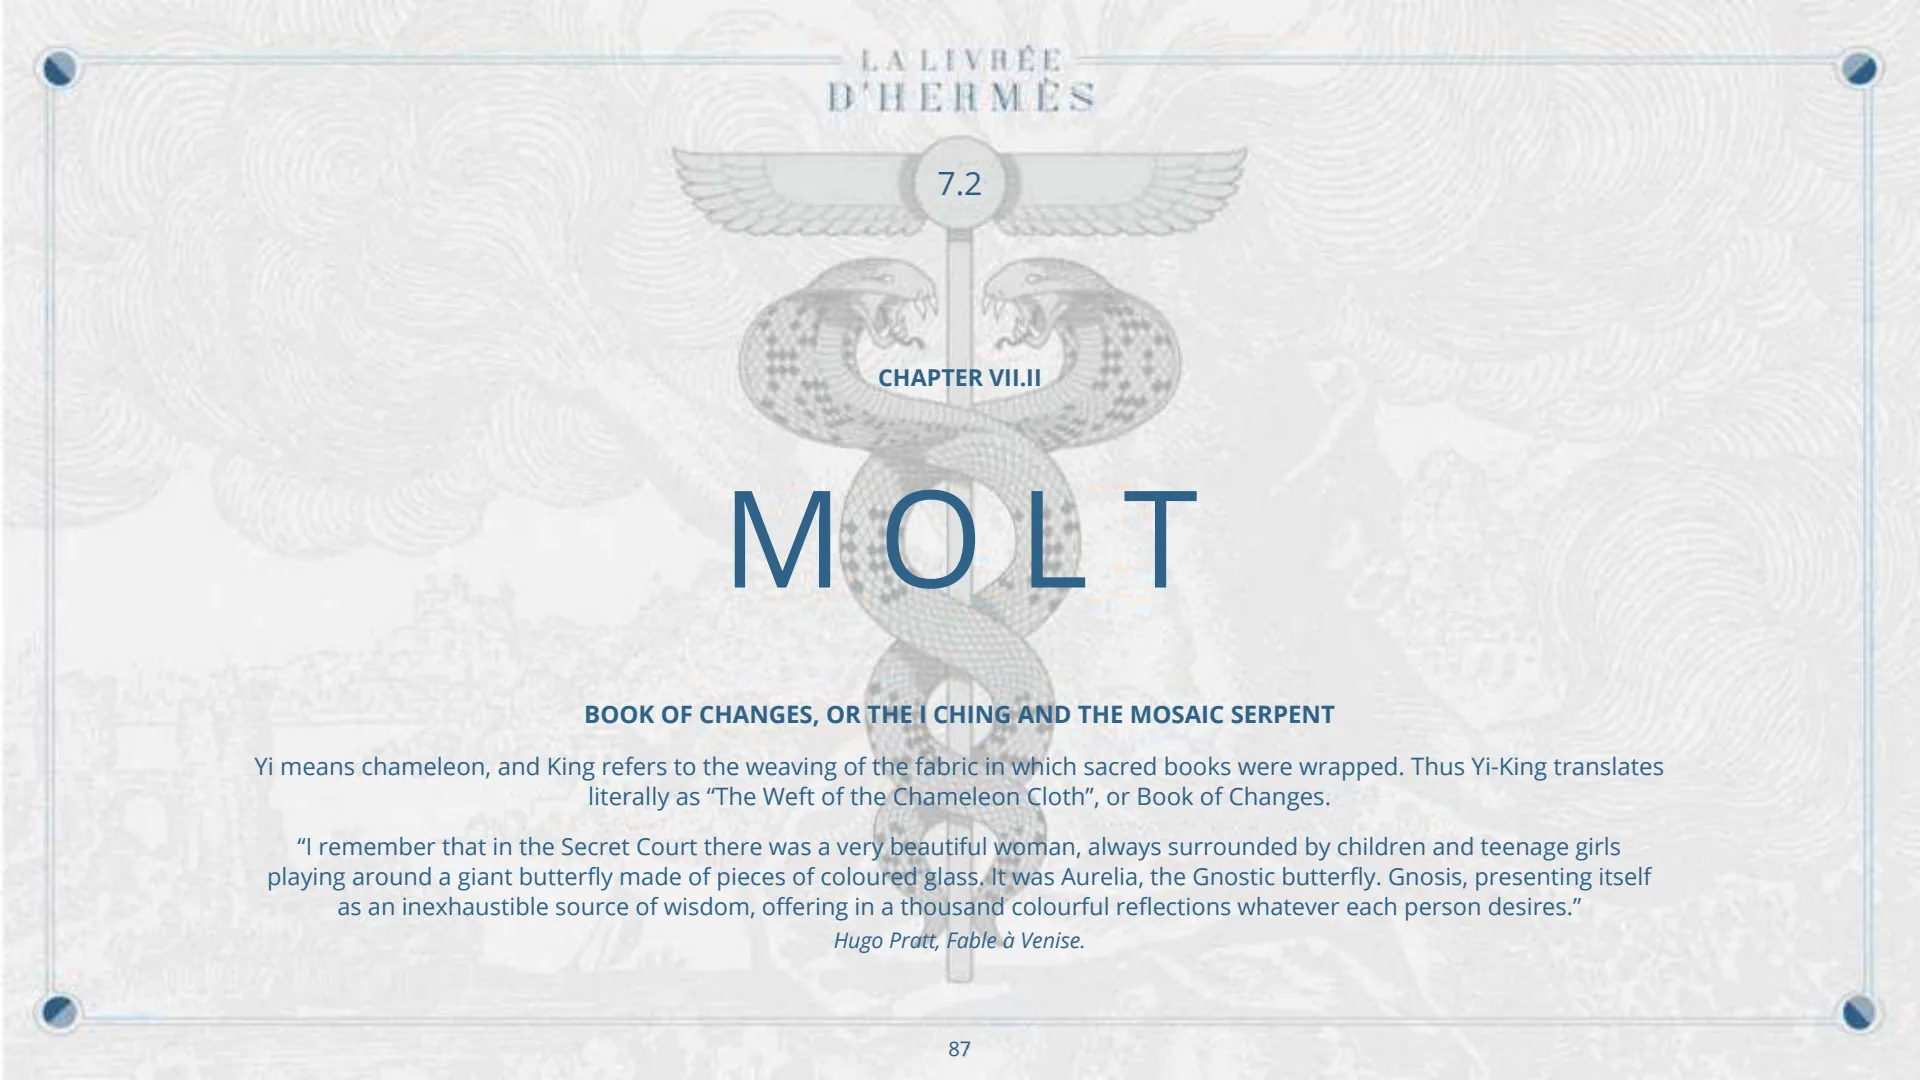 LA LIVRÉE
D'HERMÈS
7.2
CHAPTER VII.II
MOLT
BOOK OF CHANGES, OR THE I CHING AND THE MOSAIC SERPENT
Yi means chameleon, and King refers to the weaving of the fabric in which sacred books were wrapped. Thus Yi-King translates
literally as “The Weft of the Chameleon Cloth”, or Book of Changes.
“I remember that in the Secret Court there was a very beautiful woman, always surrounded by children and teenage girls
playing around a giant butterfly made of pieces of coloured glass. It was Aurelia, the Gnostic butterfly. Gnosis, presenting itself
as an inexhaustible source of wisdom, offering in a thousand colourful reflections whatever each person desires.”
Hugo Pratt, Fable à Venise.
87